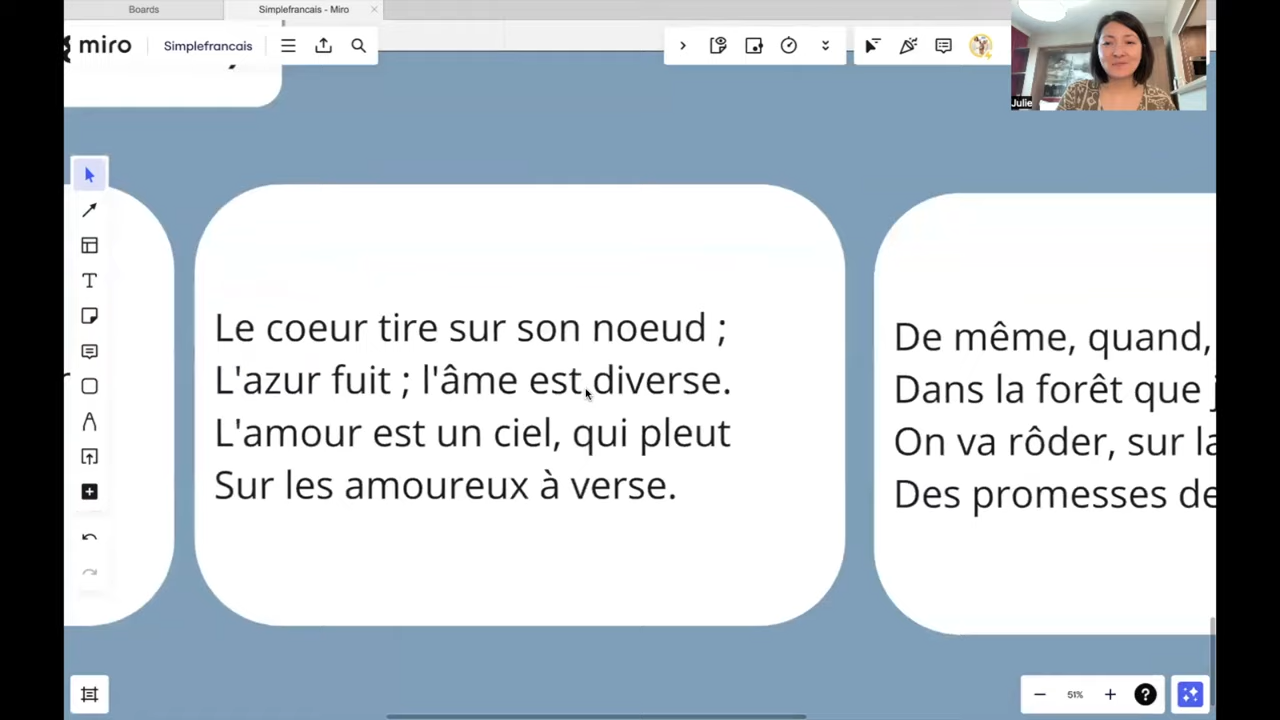 Boards
Simplefrancais - Miro
miro
Simplefrancais
Julie
Le coeur tire sur son noeud ;
L'azur fuit ; l'âme est diverse.
L'amour est un ciel, qui pleut
Sur les amoureux à verse.
De même, quand,
Dans la forêt que
On va rôder, sur la
Des promesses de
51%